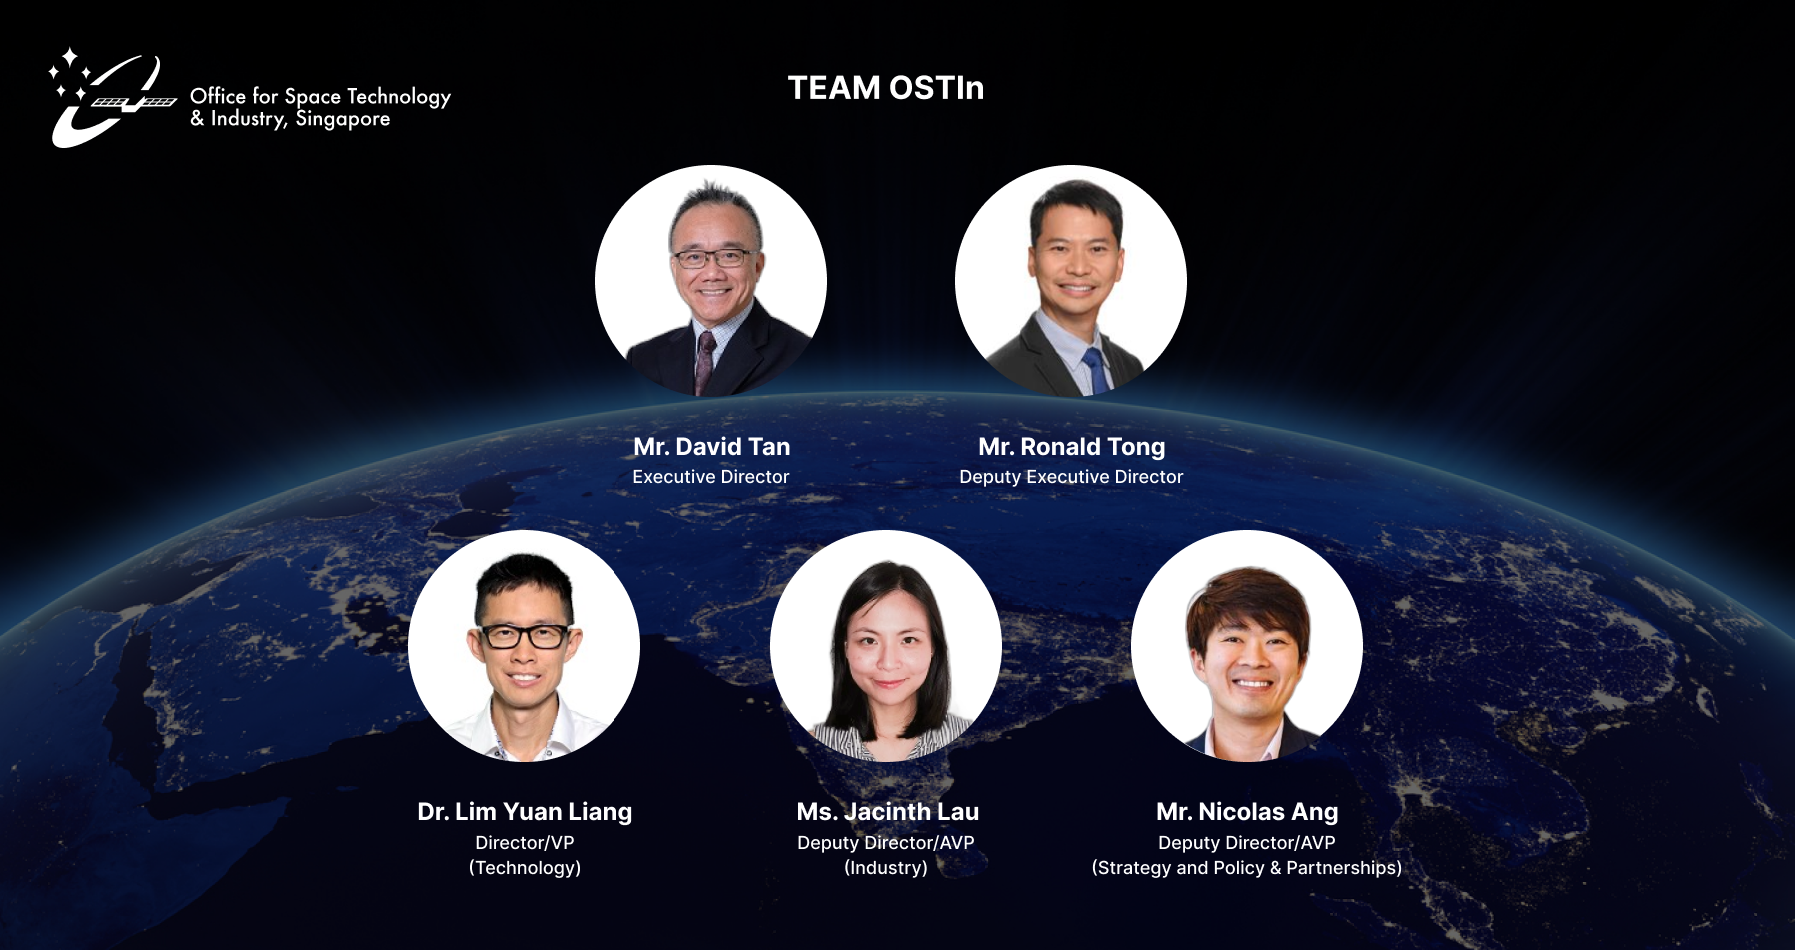 Office for Space Technology
& Industry, Singapore
TEAM OSTIn
Mr. David Tan
Executive Director
Mr. Ronald Tong
Deputy Executive Director
Dr. Lim Yuan Liang
Director/VP
(Technology)
Ms. Jacinth Lau
Deputy Director/AVP
(Industry)
Mr. Nicolas Ang
Deputy Director/AVP
(Strategy and Policy & Partnerships)